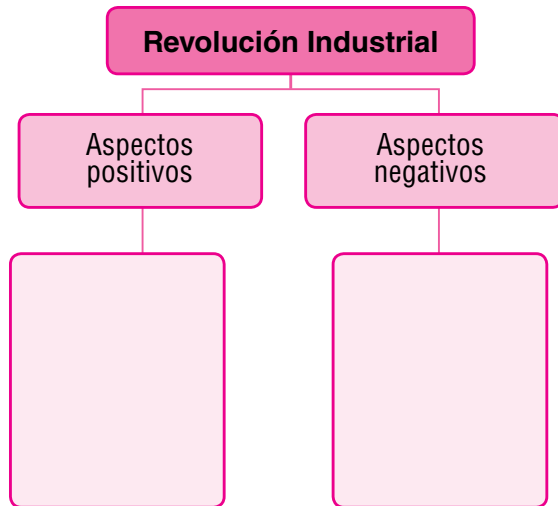 Revolución Industrial
Aspectos
positivos
Aspectos
negativos